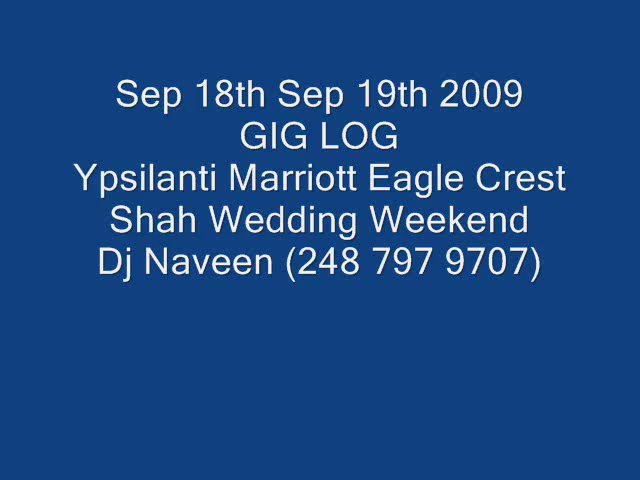 Sep 18th Sep 19th 2009
GIG LOG
Ypsilanti Marriott Eagle Crest
Shah Wedding Weekend
Dj Naveen (248 797 9707)